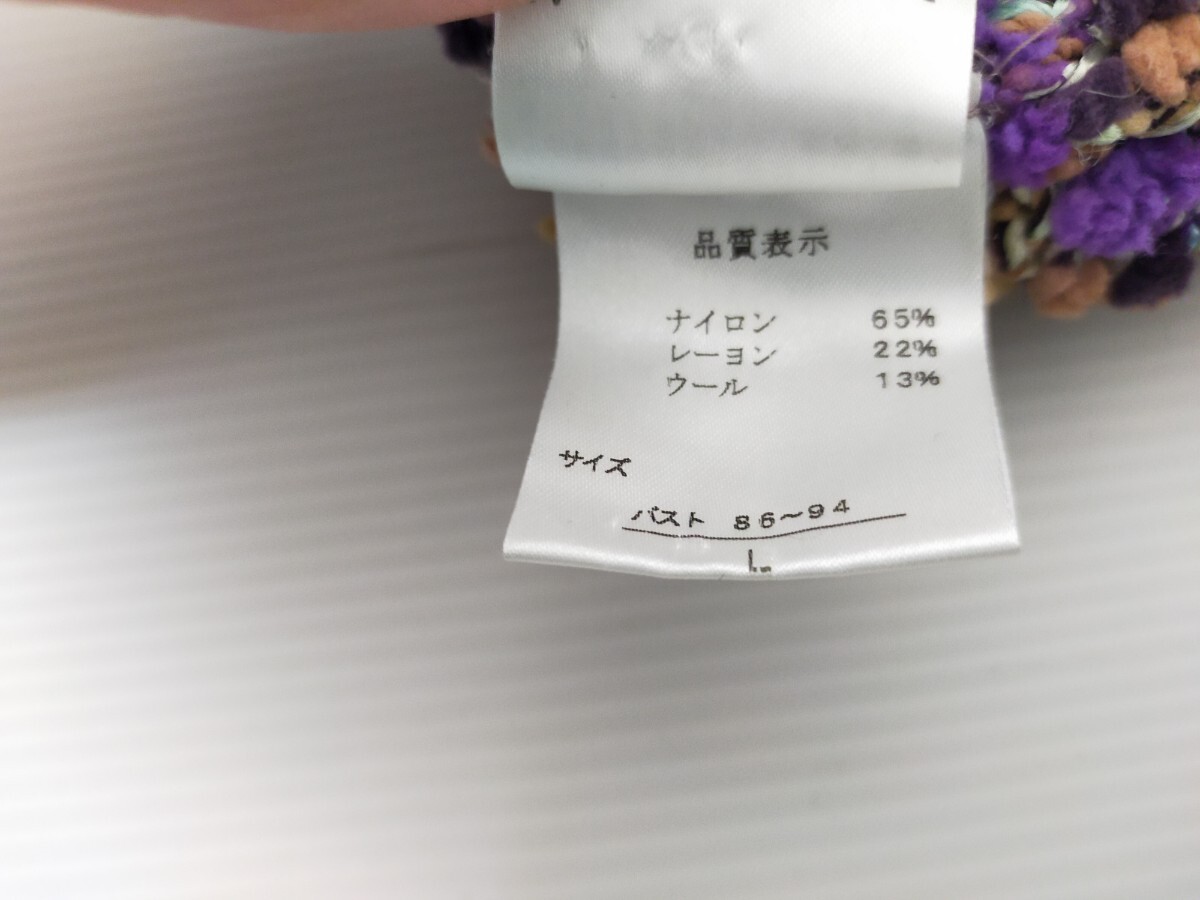 品質表示
ナイロン 65%
レーヨン 22%
ウール 13%
サイズ
バスト 86〜94
L